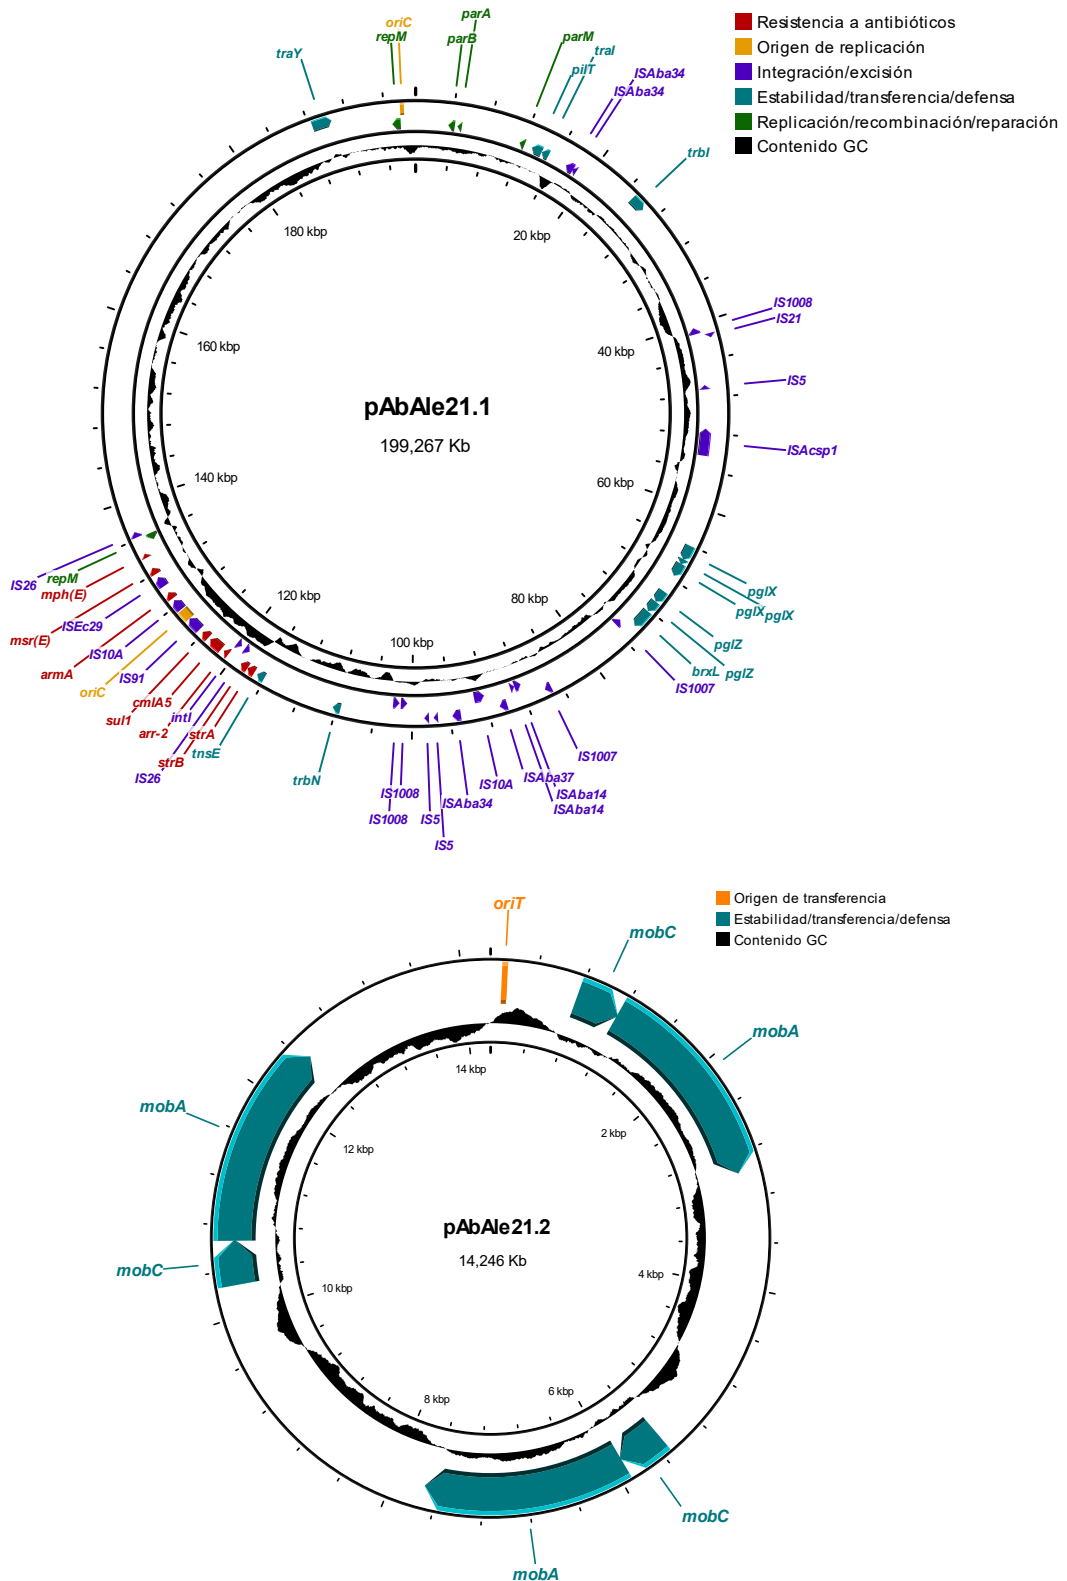 parA
oriC
repM
parB
parM
traY
traI
pilT
ISAba34
ISAba34
trbI
Resistencia a antibióticos
Origen de replicación
Integración/excisión
Estabilidad/transferencia/defensa
Replicación/recombinación/reparación
Contenido GC
180 kbp
20 kbp
IS1008
IS21
160 kbp
40 kbp
IS5
pAbAle21.1
199,267 Kb
ISAcsp1
140 kbp
60 kbp
IS26
repM
mph(E)
msr(E)
ISEc29
armA
IS10A
oriC
IS91
sul1
cmlA5
arr-2
intI
IS26
strB
strA
tnsE
120 kbp
100 kbp
80 kbp
pglX
pglX
pglX
pglZ
pglZ
brxL
IS1007
trbN
IS1008
IS1008
IS5
IS5
ISAba34
IS10A
ISAba37
ISAba14
ISAba14
IS1007
oriT
Origen de transferencia
Estabilidad/transferencia/defensa
Contenido GC
mobC
mobA
14 kbp
2 kbp
mobA
12 kbp
pAbAle21.2
14,246 Kb
mobC
10 kbp
4 kbp
8 kbp
6 kbp
mobC
mobA